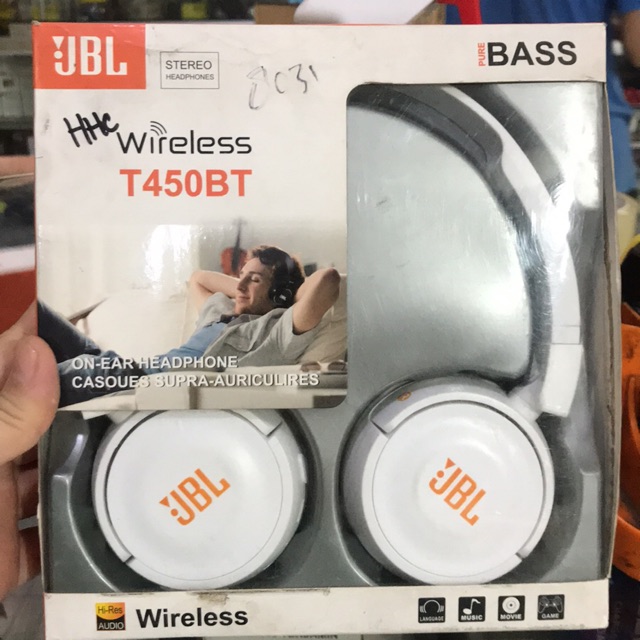 JBL
STEREO
HEADPHONES
PURE BASS
8031
HHC
Wireless
T450BT
ON-EAR HEADPHONE
CASOUES SUPRA-AURICULIRES
JBL
JBL
Hi-Res
AUDIO
Wireless
LANGUAGE
MUSIC
MOVIE
GAME